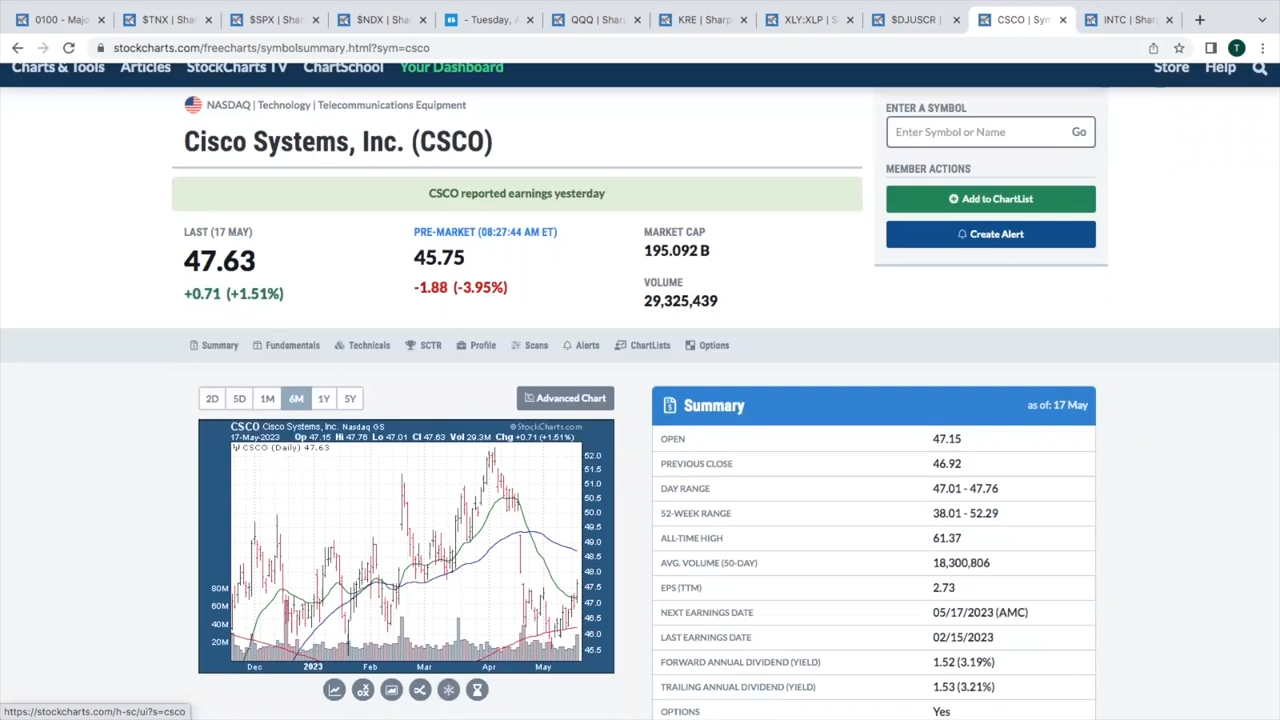 0100 - Majo
$TNX | Shar
$SPX | Shar
$NDX | Sha
- Tuesday, A
QQQ | Shar
KRE | Sharp
XLY:XLP | S
$DJUSCR |
CSCO | Sym
INTC | Shar
stockcharts.com/freecharts/symbolsummary.html?sym=csco
T
Charts & Tools Articles StockCharts TV ChartSchool Your Dashboard Store Help
NASDAQ | Technology | Telecommunications Equipment
Cisco Systems, Inc. (CSCO)
CSCO reported earnings yesterday
LAST (17 MAY)
47.63
+0.71 (+1.51%)
PRE-MARKET (08:27:44 AM ET)
45.75
-1.88 (-3.95%)
MARKET CAP
195.092 B
VOLUME
29,325,439
ENTER A SYMBOL
Enter Symbol or Name Go
MEMBER ACTIONS
Add to ChartList
Create Alert
Summary Fundamentals Technicals SCTR Profile Scans Alerts ChartLists Options
2D 5D 1M 6M 1Y 5Y
Advanced Chart
CSCO Cisco Systems, Inc. Nasdaq GS © StockCharts.com
17-May-2023 Op 47.15 Hi 47.76 Lo 47.01 Cl 47.63 Vol 29.3M Chg +0.71 (+1.51%)
CSCO (Daily) 47.63
52.0
51.5
51.0
50.5
50.0
49.5
49.0
48.5
48.0
47.5
47.0
46.5
46.0
45.5
80M
60M
40M
20M
Dec 2023 Feb Mar Apr May
Summary as of: 17 May
OPEN 47.15
PREVIOUS CLOSE 46.92
DAY RANGE 47.01 - 47.76
52-WEEK RANGE 38.01 - 52.29
ALL-TIME HIGH 61.37
AVG. VOLUME (50-DAY) 18,300,806
EPS (TTM) 2.73
NEXT EARNINGS DATE 05/17/2023 (AMC)
LAST EARNINGS DATE 02/15/2023
FORWARD ANNUAL DIVIDEND (YIELD) 1.52 (3.19%)
TRAILING ANNUAL DIVIDEND (YIELD) 1.53 (3.21%)
OPTIONS Yes
https://stockcharts.com/h-sc/ui?s=csco